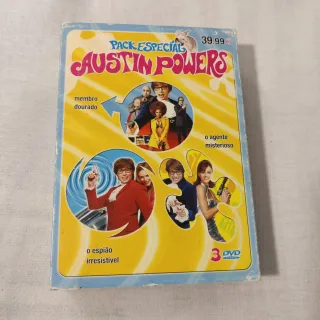 PACK ESPECIAL
39.99
AUSTIN POWERS
membro
dourado
o agente
misterioso
o espião
irresistível
3 DVD